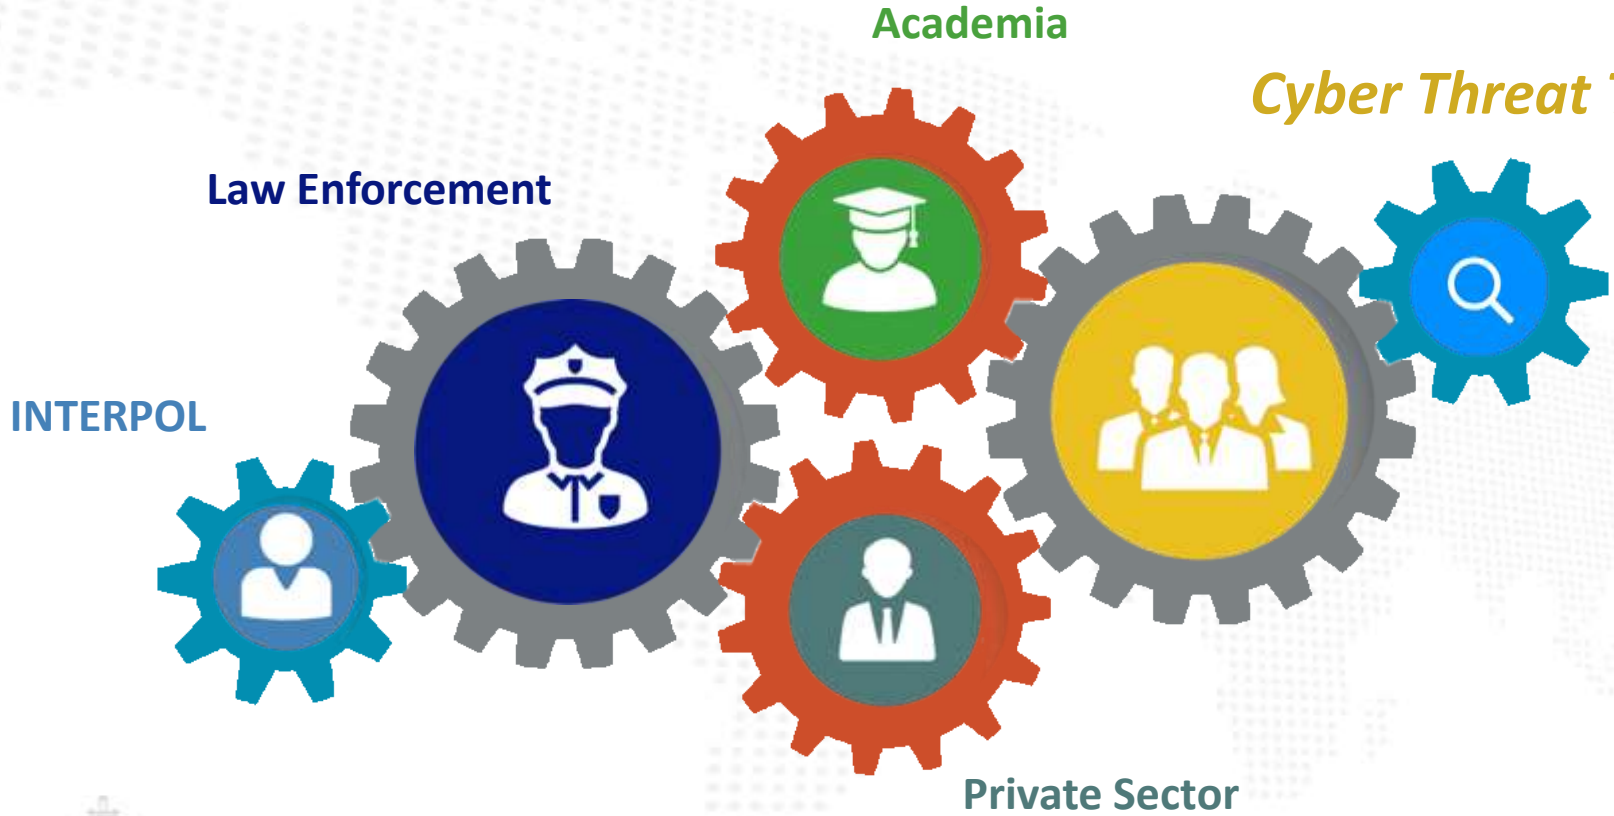 Academia
Cyber Threat
Law Enforcement
INTERPOL
Private Sector